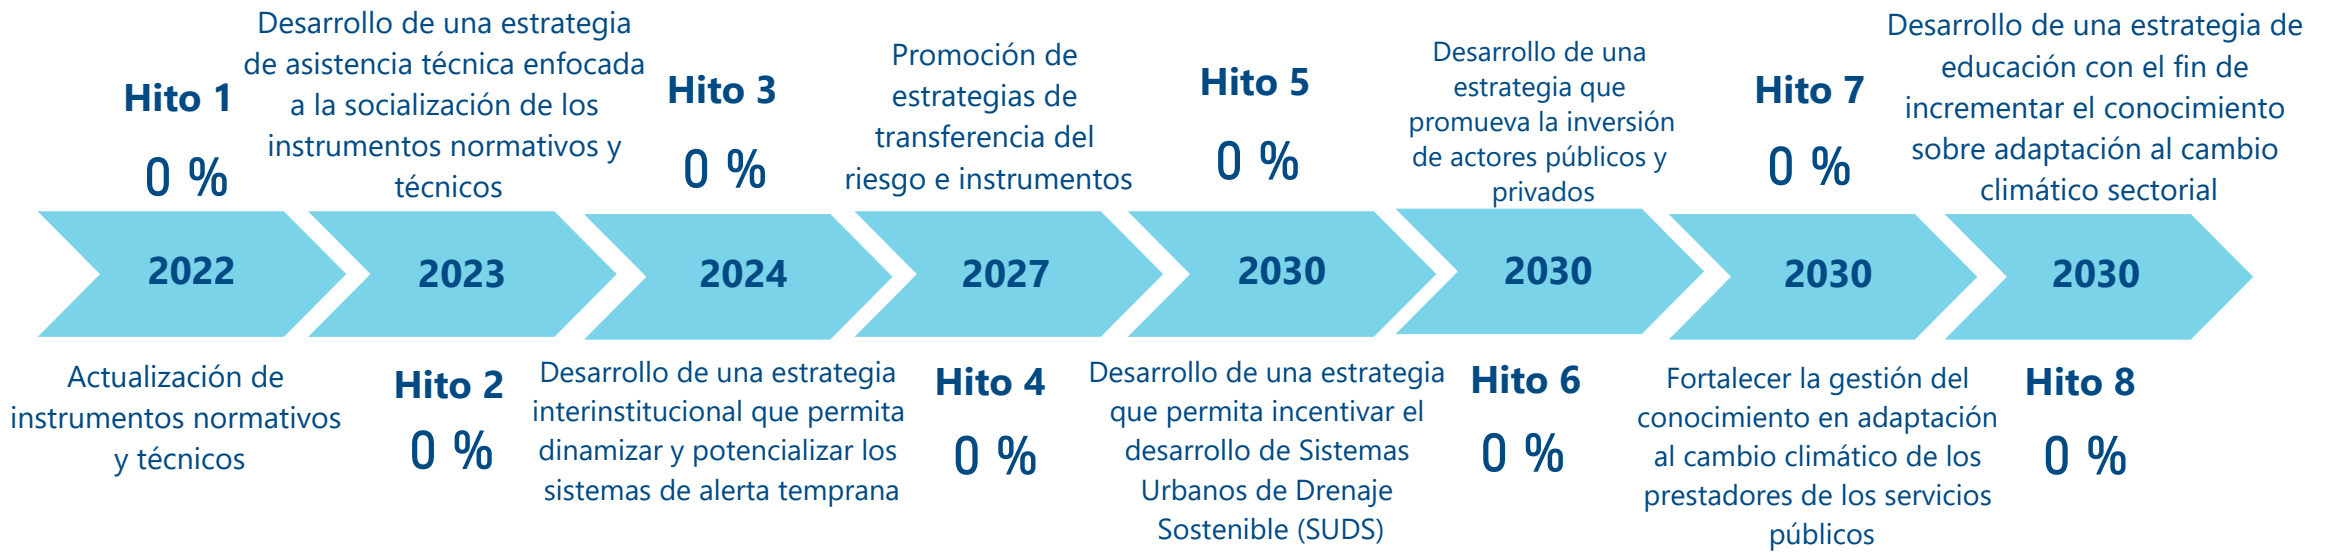 Hito 1
0 %
2022
Actualización de
instrumentos normativos
y técnicos
Desarrollo de una estrategia
de asistencia técnica enfocada
a la socialización de los
instrumentos normativos y
técnicos
2023
Hito 2
0 %
Hito 3
0 %
2024
Desarrollo de una estrategia
interinstitucional que permita
dinamizar y potencializar los
sistemas de alerta temprana
Promoción de
estrategias de
transferencia del
riesgo e instrumentos
2027
Hito 4
0 %
Hito 5
0 %
2030
Desarrollo de una estrategia
que permita incentivar el
desarrollo de Sistemas
Urbanos de Drenaje
Sostenible (SUDS)
Desarrollo de una
estrategia que
promueva la inversión
de actores públicos y
privados
2030
Hito 6
0 %
Hito 7
0 %
2030
Fortalecer la gestión del
conocimiento en adaptación
al cambio climático de los
prestadores de los servicios
públicos
Desarrollo de una estrategia de
educación con el fin de
incrementar el conocimiento
sobre adaptación al cambio
climático sectorial
2030
Hito 8
0 %